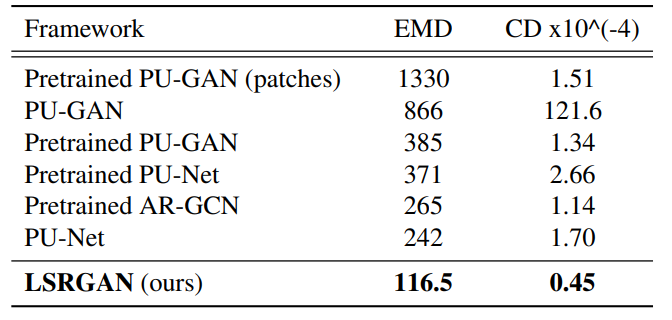 Framework EMD CD x10^(-4)
Pretrained PU-GAN (patches) 1330 1.51
PU-GAN 866 121.6
Pretrained PU-GAN 385 1.34
Pretrained PU-Net 371 2.66
Pretrained AR-GCN 265 1.14
PU-Net 242 1.70
LSRGAN (ours) 116.5 0.45